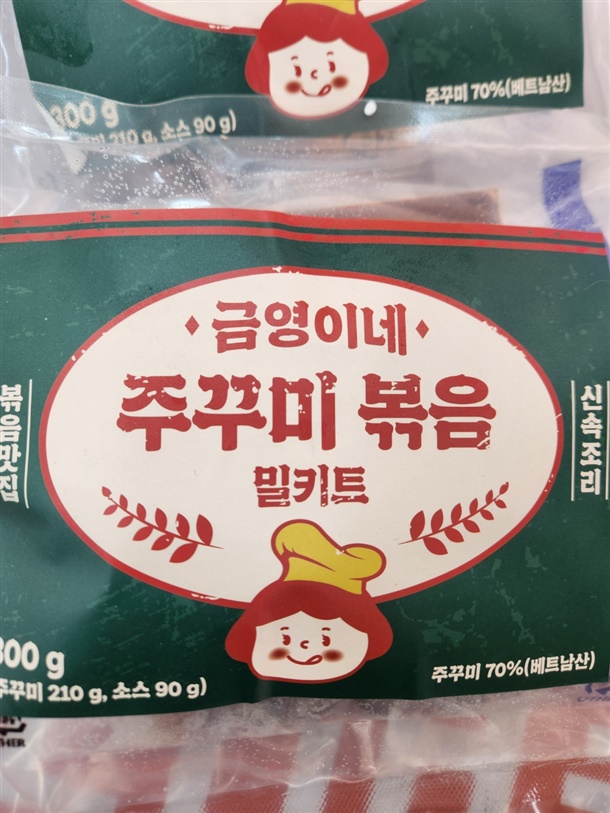 주꾸미 70%(베트남산)
300 g
210 g, 소스 90 g)
금영이네
주꾸미 볶음
밀키트
볶음맛집
신속조리
300 g
주꾸미 210 g, 소스 90 g)
주꾸미 70%(베트남산)